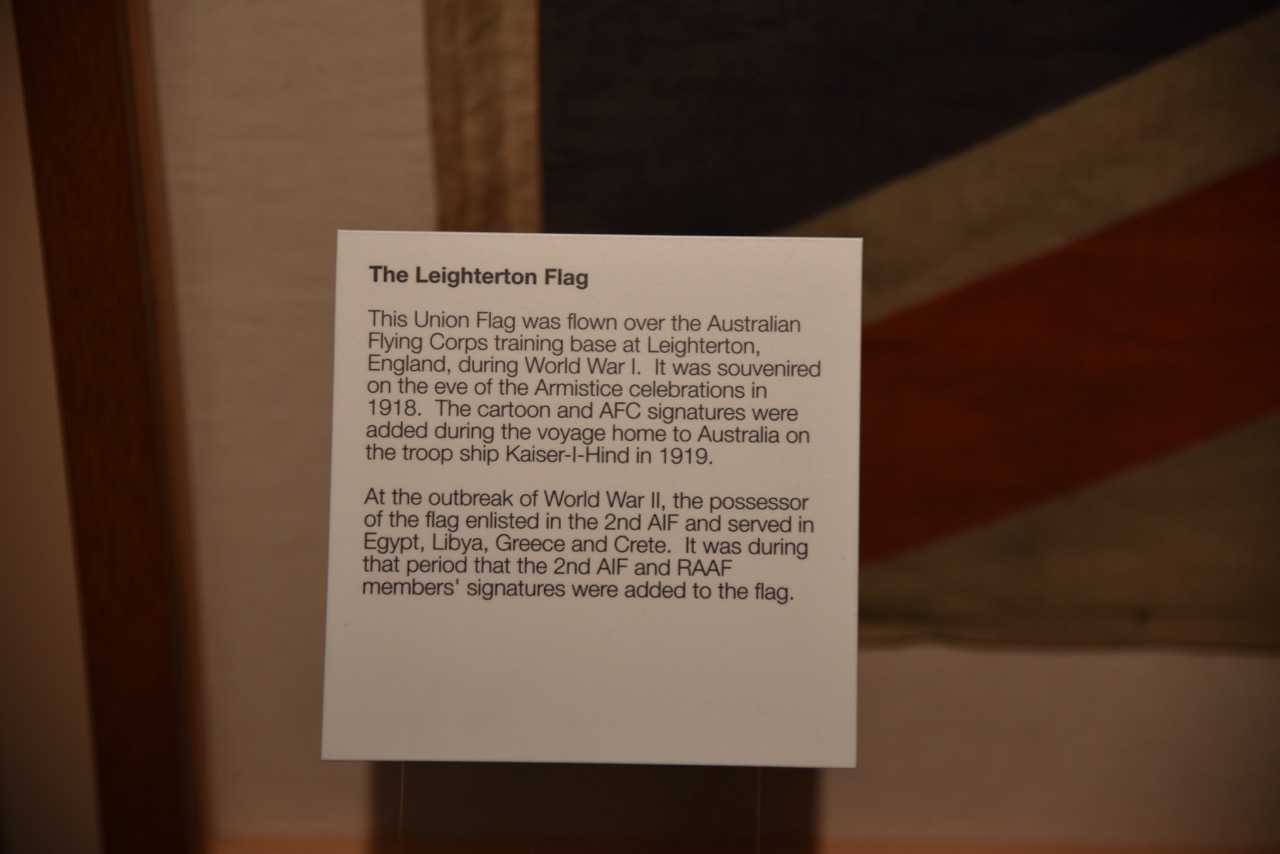 The Leighterton Flag
This Union Flag was flown over the Australian
Flying Corps training base at Leighterton,
England, during World War I.  It was souvenired
on the eve of the Armistice celebrations in
1918.  The cartoon and AFC signatures were
added during the voyage home to Australia on
the troop ship Kaiser-I-Hind in 1919.
At the outbreak of World War II, the possessor
of the flag enlisted in the 2nd AIF and served in
Egypt, Libya, Greece and Crete.  It was during
that period that the 2nd AIF and RAAF
members' signatures were added to the flag.